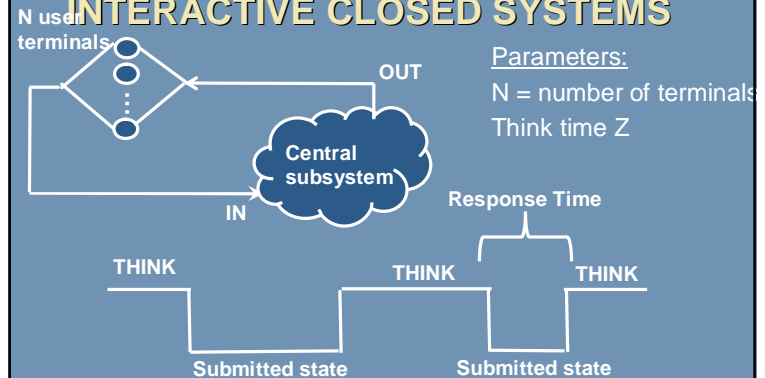 INTERACTIVE CLOSED SYSTEMS
N user
terminals
OUT
Parameters:
N = number of terminals
Think time Z
Central
subsystem
IN
Response Time
THINK
THINK
THINK
Submitted state
Submitted state